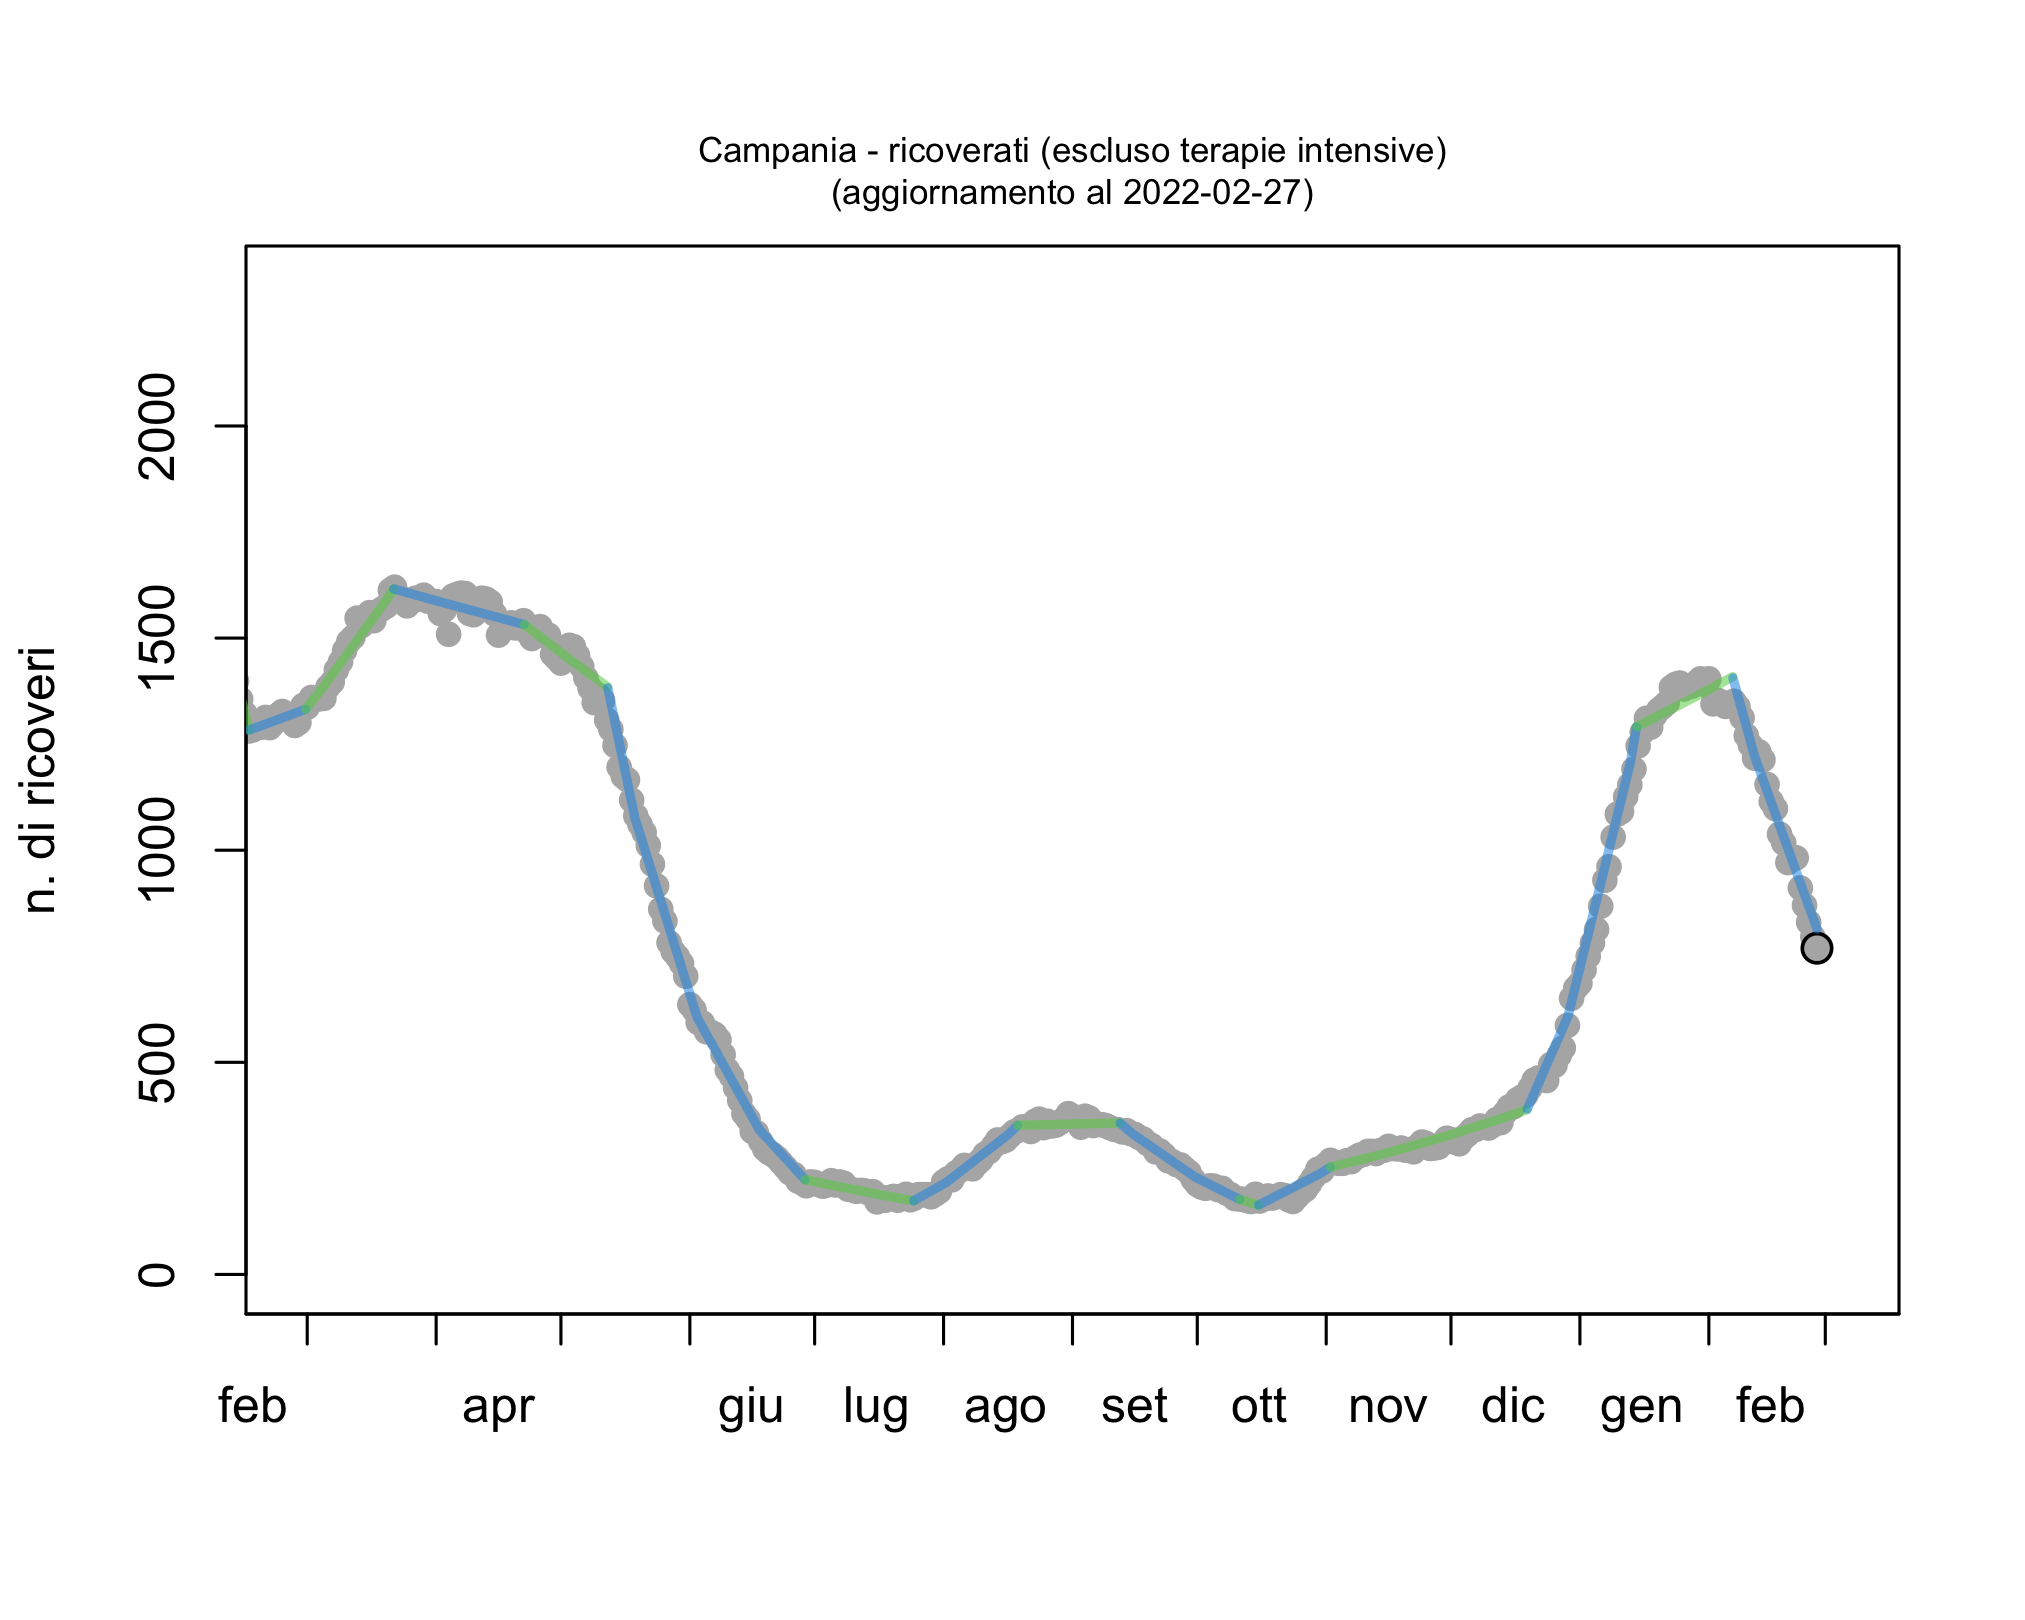 Campania - ricoverati (escluso terapie intensive)
(aggiornamento al 2022-02-27)
n. di ricoveri
2000
1500
1000
500
0
feb apr giu lug ago set ott nov dic gen feb